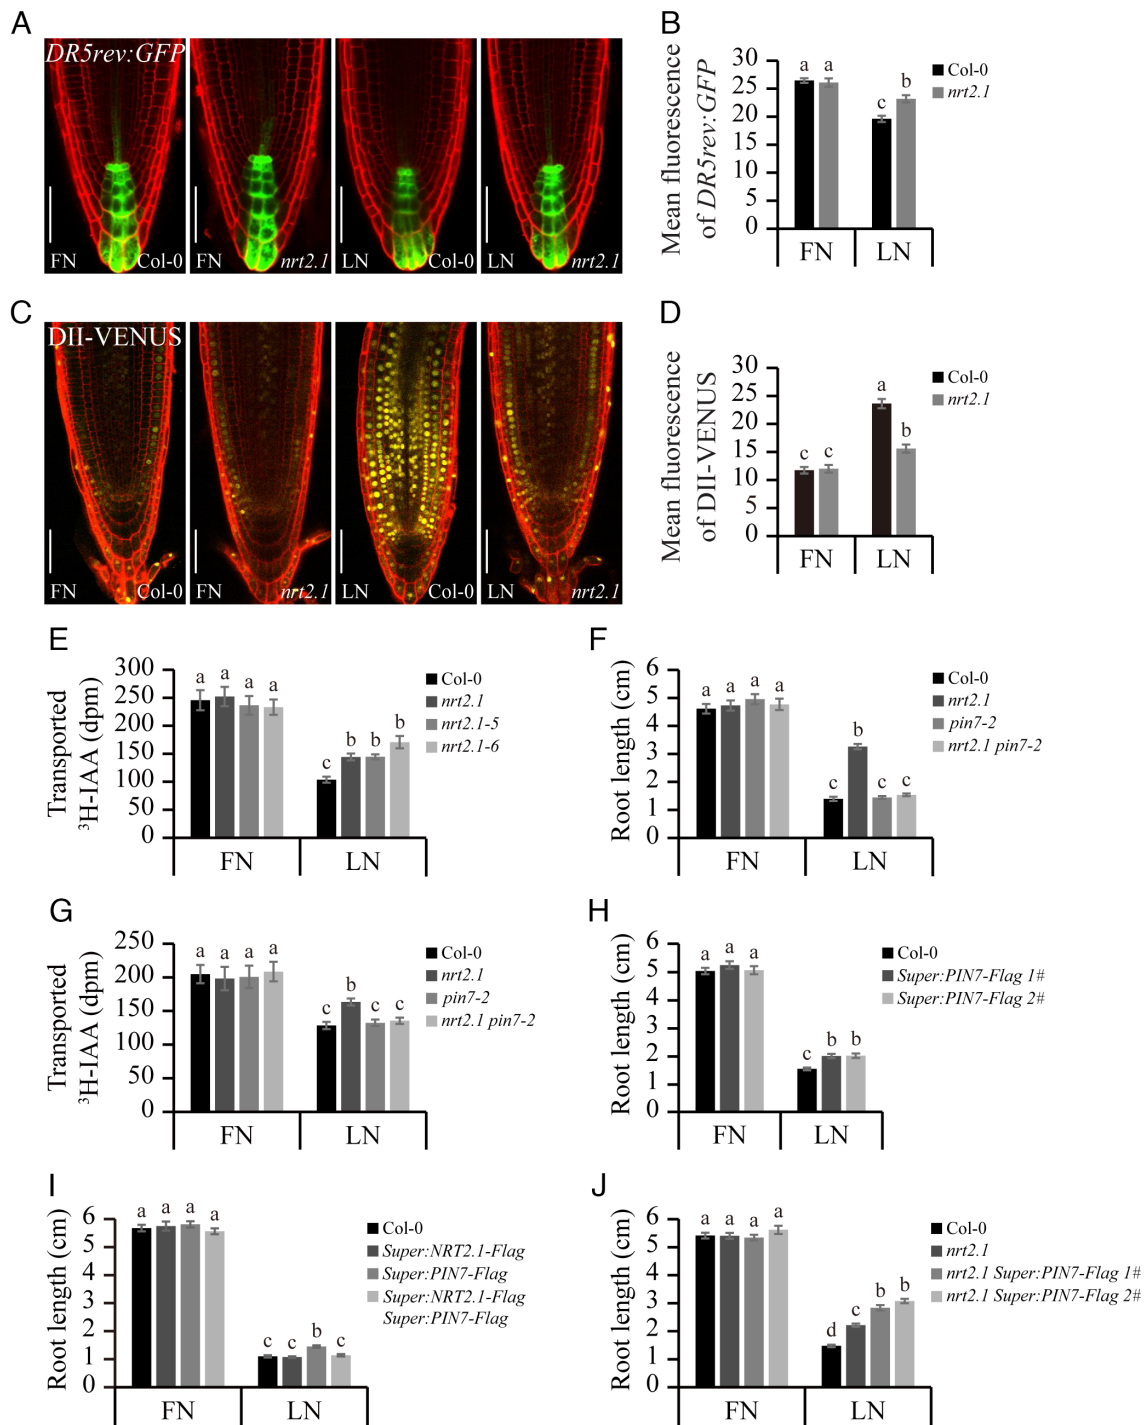 A
DR5rev:GFP
FN Col-0
FN nrt2.1
LN Col-0
LN nrt2.1
B
Mean fluorescence
of DR5rev:GFP
30
25
20
15
10
5
0
a a
c b
FN LN
Col-0
nrt2.1
C
DII-VENUS
FN Col-0
FN nrt2.1
LN Col-0
LN nrt2.1
D
Mean fluorescence
of DII-VENUS
30
25
20
15
10
5
0
c c
a b
FN LN
Col-0
nrt2.1
E
Transported
³H-IAA (dpm)
300
250
200
150
100
50
0
a a a a
c b b b
FN LN
Col-0
nrt2.1
nrt2.1-5
nrt2.1-6
F
Root length (cm)
6
5
4
3
2
1
0
a a a a
c b c c
FN LN
Col-0
nrt2.1
pin7-2
nrt2.1 pin7-2
G
Transported
³H-IAA (dpm)
250
200
150
100
50
0
a a a a
c b c c
FN LN
Col-0
nrt2.1
pin7-2
nrt2.1 pin7-2
H
Root length (cm)
6
5
4
3
2
1
0
a a a
c b b
FN LN
Col-0
Super:PIN7-Flag 1#
Super:PIN7-Flag 2#
I
Root length (cm)
6
5
4
3
2
1
0
a a a a
c c b c
FN LN
Col-0
Super:NRT2.1-Flag
Super:PIN7-Flag
Super:NRT2.1-Flag
Super:PIN7-Flag
J
Root length (cm)
6
5
4
3
2
1
0
a a a a
d c b b
FN LN
Col-0
nrt2.1
nrt2.1 Super:PIN7-Flag 1#
nrt2.1 Super:PIN7-Flag 2#